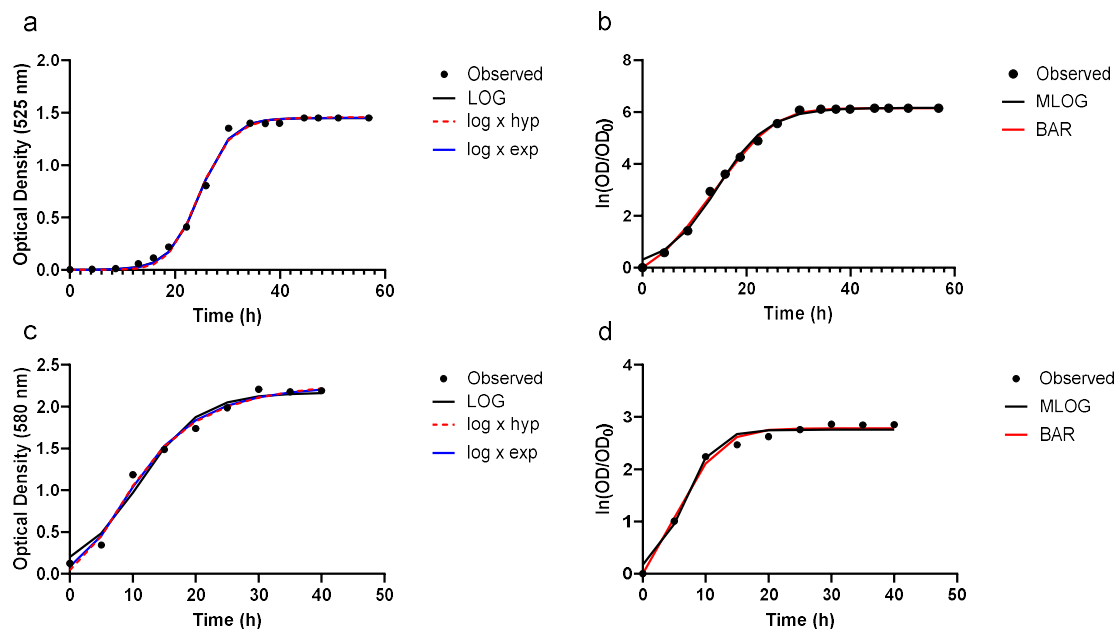 a
Optical Density (525 nm)
2.0
1.5
1.0
0.5
0.0
0
20
40
60
Time (h)
Observed
LOG
log x hyp
log x exp
b
ln(OD/OD₀)
8
6
4
2
0
0
20
40
60
Time (h)
Observed
MLOG
BAR
c
Optical Density (580 nm)
2.5
2.0
1.5
1.0
0.5
0.0
0
10
20
30
40
50
Time (h)
Observed
LOG
log x hyp
log x exp
d
ln(OD/OD₀)
4
3
2
1
0
0
10
20
30
40
50
Time (h)
Observed
MLOG
BAR